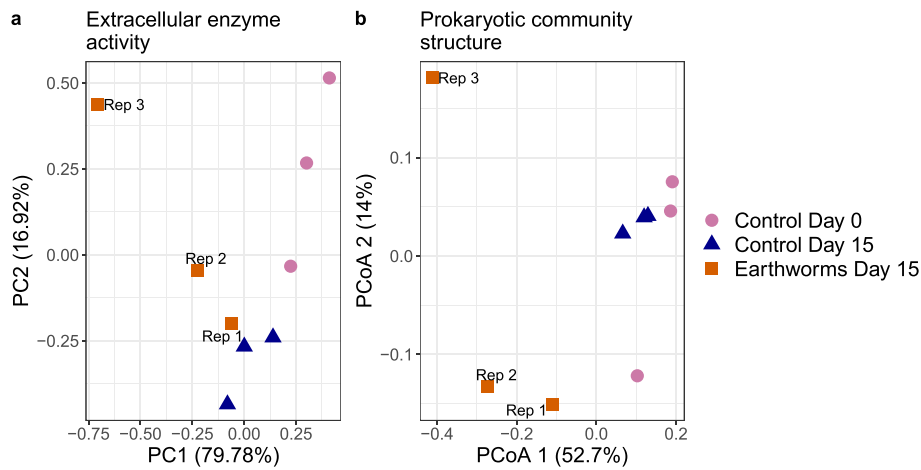 a
Extracellular enzyme
activity
0.50
0.25
0.00
−0.25
PC2 (16.92%)
Rep 3
Rep 2
Rep 1
−0.75
−0.50
−0.25
0.00
0.25
PC1 (79.78%)
b
Prokaryotic community
structure
0.1
0.0
−0.1
PCoA 2 (14%)
Rep 3
Rep 2
Rep 1
−0.4
−0.2
0.0
0.2
PCoA 1 (52.7%)
Control Day 0
Control Day 15
Earthworms Day 15